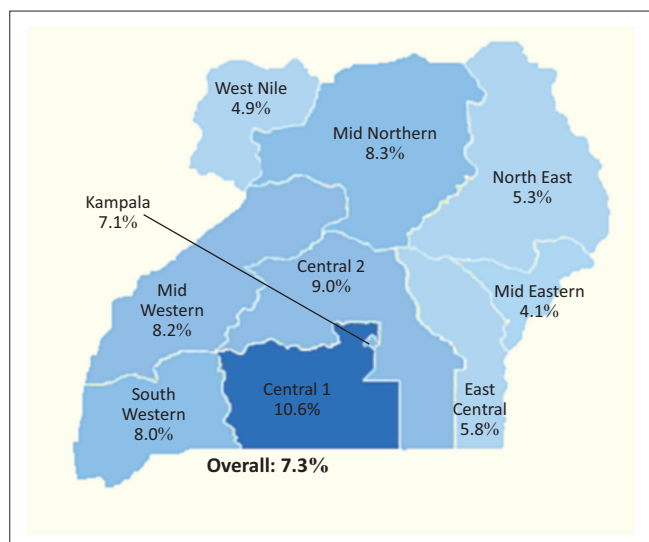 West Nile
4.9%
Mid Northern
8.3%
North East
5.3%
Kampala
7.1%
Central 2
9.0%
Mid Eastern
4.1%
Mid
Western
8.2%
Central 1
10.6%
South
Western
8.0%
East
Central
5.8%
Overall: 7.3%